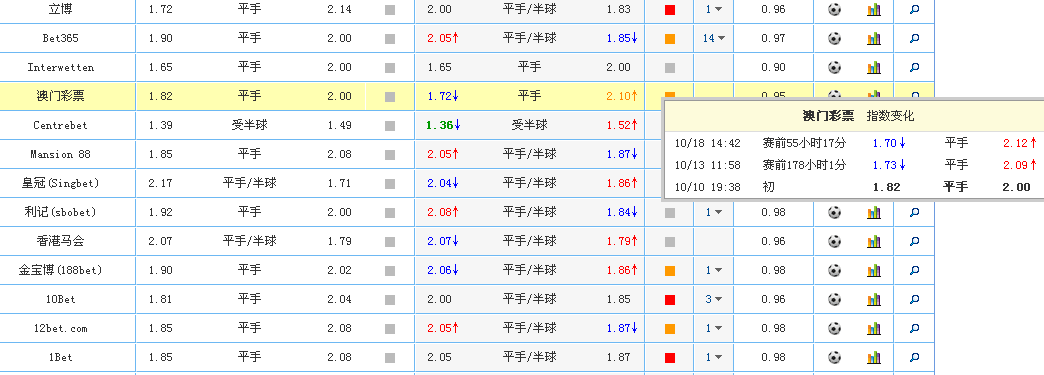 立博 1.72 平手 2.14 2.00 平手/半球 1.83 1 0.96
Bet365 1.90 平手 2.00 2.05↑ 平手/半球 1.85↓ 14 0.97
Interwetten 1.65 平手 2.00 1.65 平手 2.00 0.90
澳门彩票 1.82 平手 2.00 1.72↓ 平手 2.10↑ 0.95
澳门彩票 指数变化
Centrebet 1.39 受半球 1.49 1.36↓ 受半球 1.52↑
10/18 14:42 赛前55小时17分 1.70↓ 平手 2.12↑
Mansion 88 1.85 平手 2.08 2.05↑ 平手/半球 1.87↓
10/13 11:58 赛前178小时1分 1.73↓ 平手 2.09↑
皇冠(Singbet) 2.17 平手/半球 1.71 2.04↓ 平手/半球 1.86↑
10/10 19:38 初 1.82 平手 2.00
利记(sbobet) 1.92 平手 2.00 2.08↑ 平手/半球 1.84↓ 1 0.98
香港马会 2.07 平手/半球 1.79 2.07↓ 平手/半球 1.79↑ 0.96
金宝博(188bet) 1.90 平手 2.02 2.06↓ 平手/半球 1.86↑ 1 0.98
10Bet 1.81 平手 2.04 2.00 平手/半球 1.85 3 0.96
12bet.com 1.85 平手 2.08 2.05↑ 平手/半球 1.87↓ 1 0.98
1Bet 1.85 平手 2.08 2.05 平手/半球 1.87 1 0.98